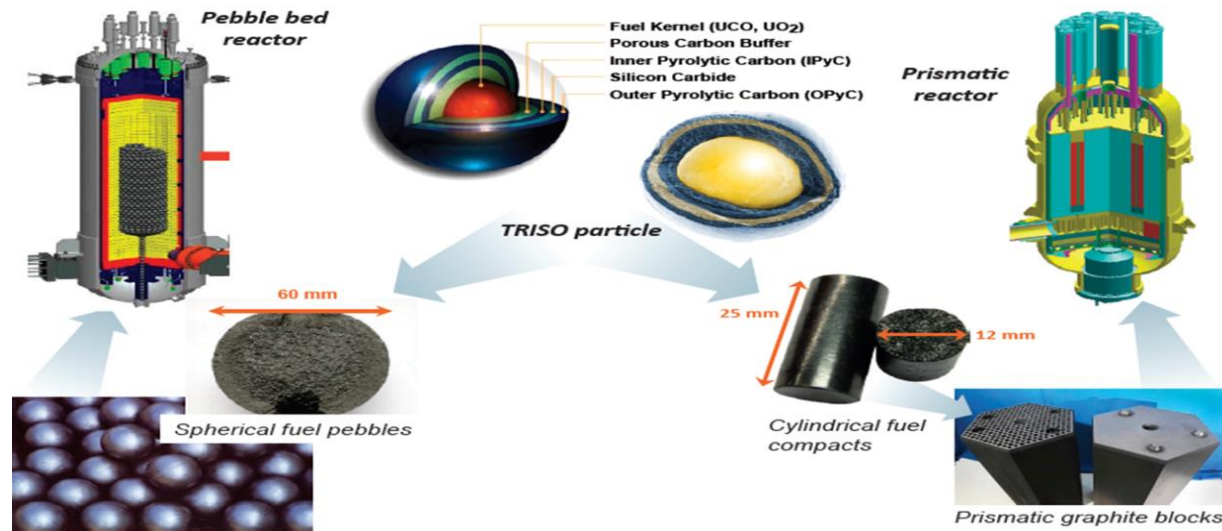 Pebble bed
reactor
Fuel Kernel (UCO, UO2)
Porous Carbon Buffer
Inner Pyrolytic Carbon (IPyC)
Silicon Carbide
Outer Pyrolytic Carbon (OPyC)
Prismatic
reactor
TRISO particle
60 mm
25 mm
12 mm
Spherical fuel pebbles
Cylindrical fuel
compacts
Prismatic graphite blocks